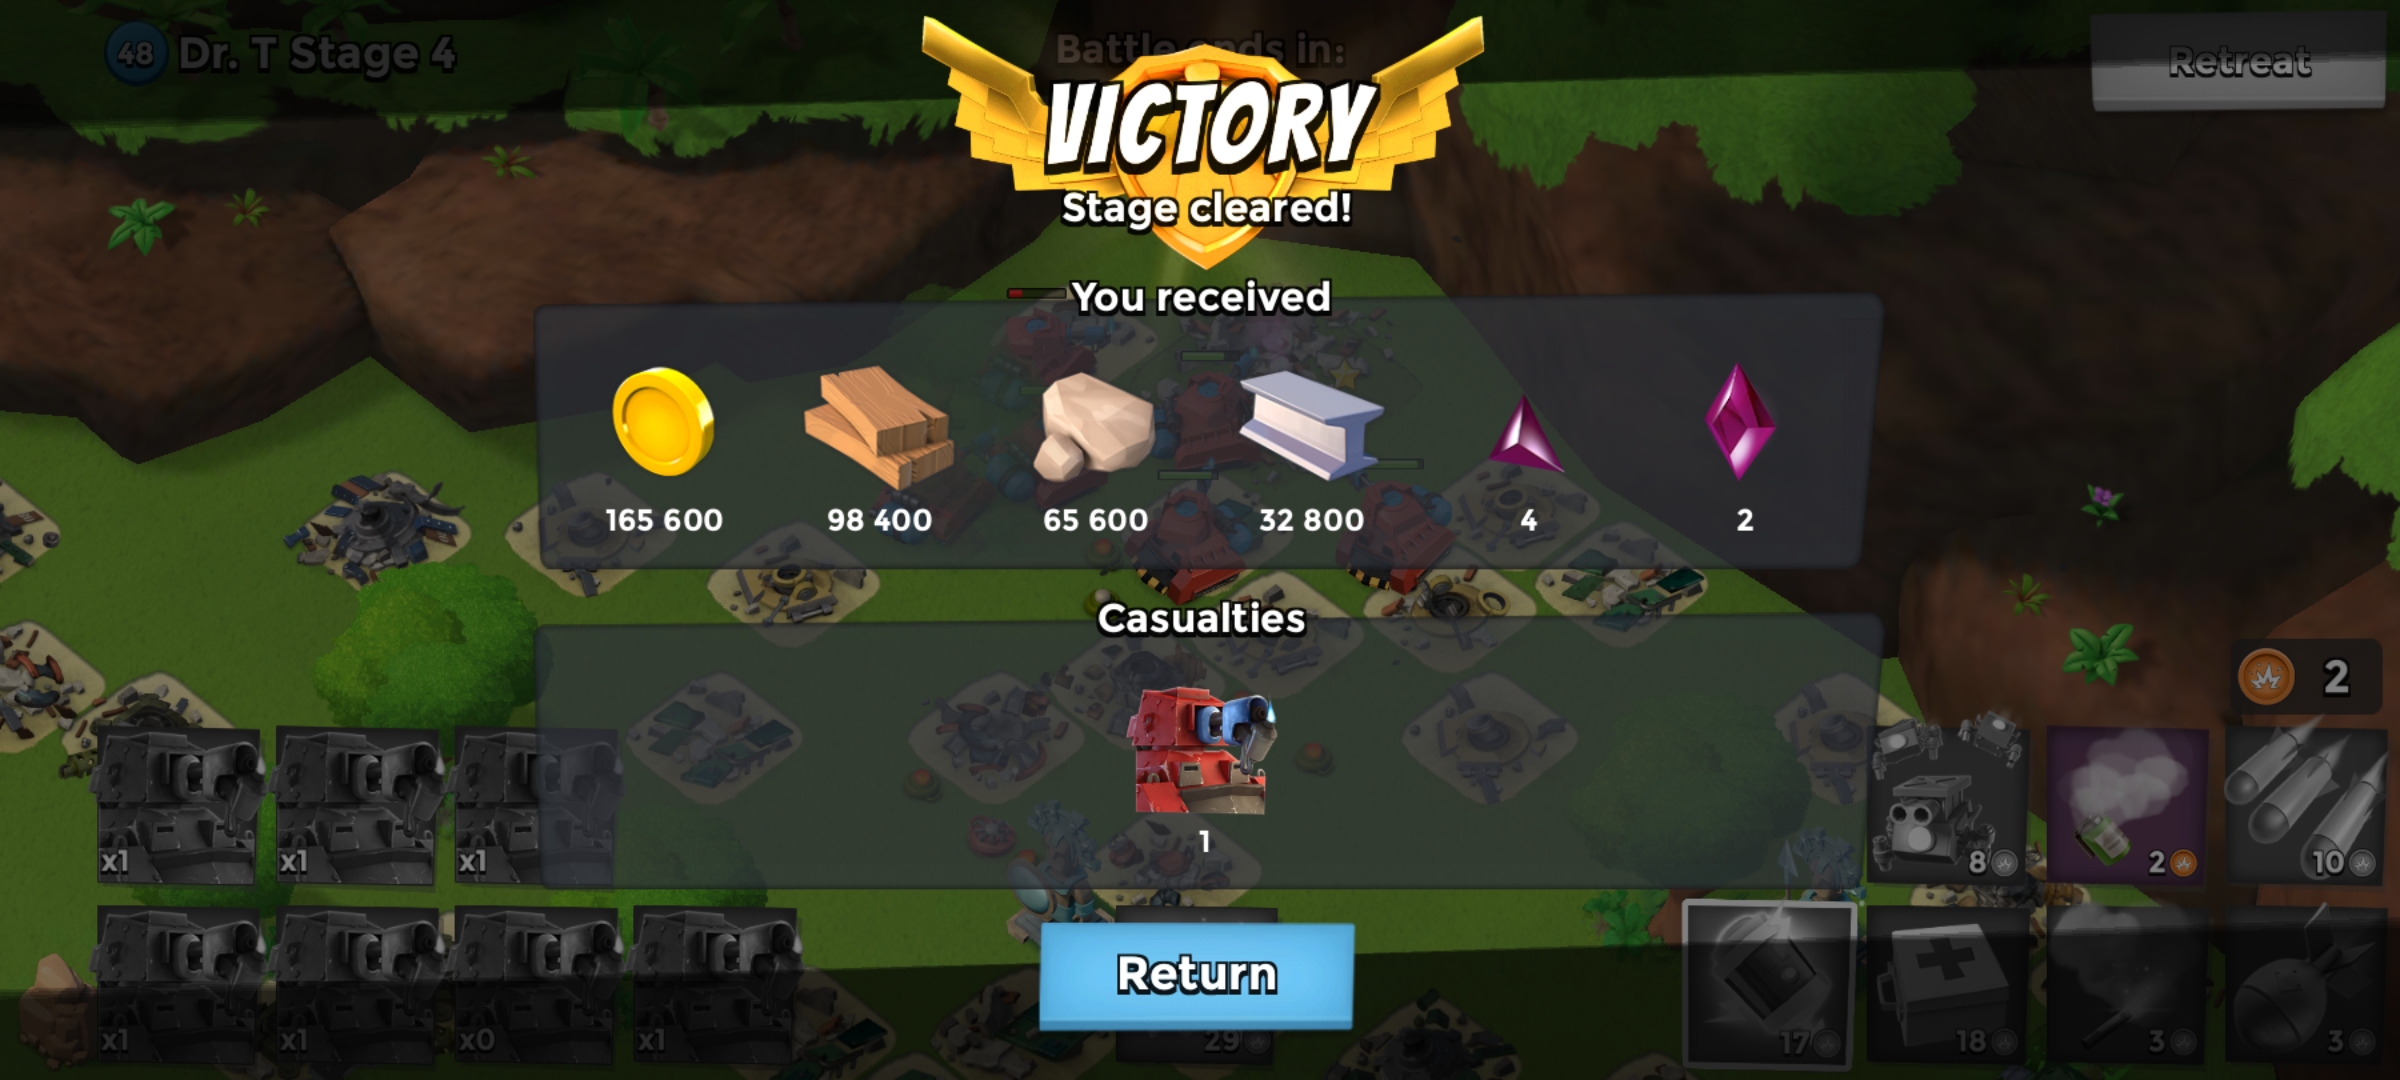 48 Dr. T Stage 4
Battle ends in:
Retreat
VICTORY
Stage cleared!
You received
165 600
98 400
65 600
32 800
4
2
Casualties
1
2
x1
x1
x1
8
2
10
Return
x1
x1
x0
x1
29
17
18
3
3